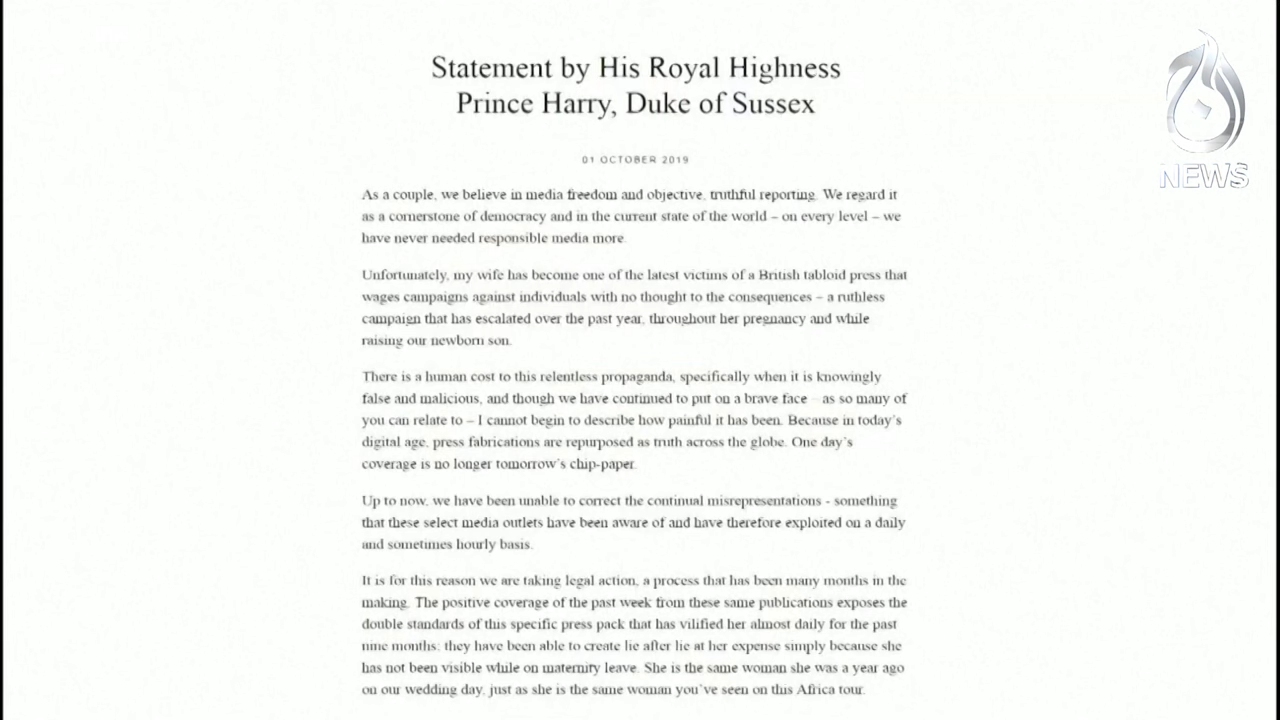 Statement by His Royal Highness
Prince Harry, Duke of Sussex
01 OCTOBER 2019
NEWS
As a couple, we believe in media freedom and objective, truthful reporting. We regard it
as a cornerstone of democracy and in the current state of the world – on every level – we
have never needed responsible media more.
Unfortunately, my wife has become one of the latest victims of a British tabloid press that
wages campaigns against individuals with no thought to the consequences – a ruthless
campaign that has escalated over the past year, throughout her pregnancy and while
raising our newborn son.
There is a human cost to this relentless propaganda, specifically when it is knowingly
false and malicious, and though we have continued to put on a brave face – as so many of
you can relate to – I cannot begin to describe how painful it has been. Because in today's
digital age, press fabrications are repurposed as truth across the globe. One day's
coverage is no longer tomorrow's chip-paper.
Up to now, we have been unable to correct the continual misrepresentations - something
that these select media outlets have been aware of and have therefore exploited on a daily
and sometimes hourly basis.
It is for this reason we are taking legal action, a process that has been many months in the
making. The positive coverage of the past week from these same publications exposes the
double standards of this specific press pack that has vilified her almost daily for the past
nine months; they have been able to create lie after lie at her expense simply because she
has not been visible while on maternity leave. She is the same woman she was a year ago
on our wedding day, just as she is the same woman you've seen on this Africa tour.